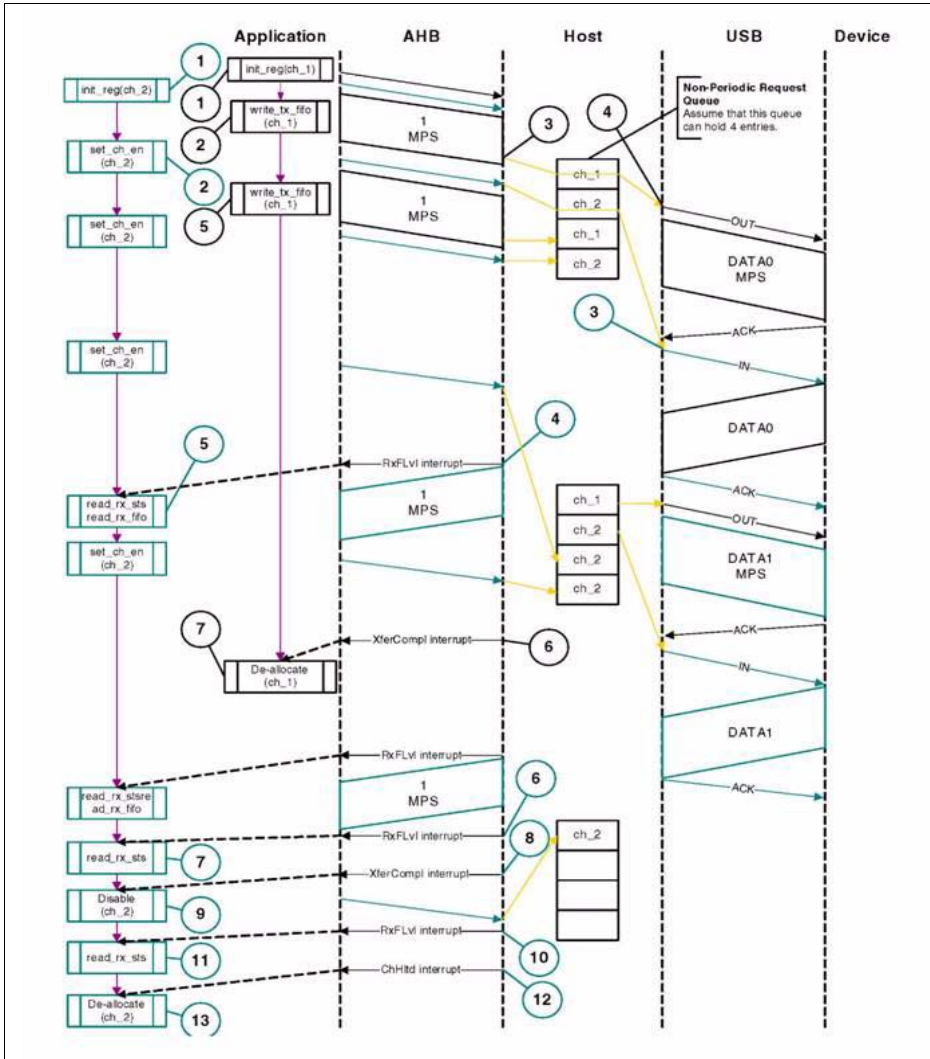 Application
AHB
Host
USB
Device
1
init_reg(ch_2)
init_reg(ch_1)
1
write_tx_fifo
(ch_1)
2
1
MPS
3
4
Non-Periodic Request
Queue
Assume that this queue
can hold 4 entries.
set_ch_en
(ch_2)
2
write_tx_fifo
(ch_1)
5
1
MPS
ch_1
ch_2
ch_1
ch_2
OUT
set_ch_en
(ch_2)
DATA0
MPS
3
ACK
set_ch_en
(ch_2)
IN
DATA0
5
4
RxFLvl interrupt
ACK
read_rx_sts
read_rx_fifo
1
MPS
ch_1
ch_2
ch_2
ch_2
OUT
set_ch_en
(ch_2)
DATA1
MPS
7
XferCompl interrupt
6
ACK
De-allocate
(ch_1)
IN
DATA1
RxFLvl interrupt
read_rx_stsre
ad_rx_fifo
1
MPS
6
ACK
RxFLvl interrupt
8
ch_2
read_rx_sts
7
XferCompl interrupt
Disable
(ch_2)
9
RxFLvl interrupt
10
read_rx_sts
11
ChHltd interrupt
12
De-allocate
(ch_2)
13